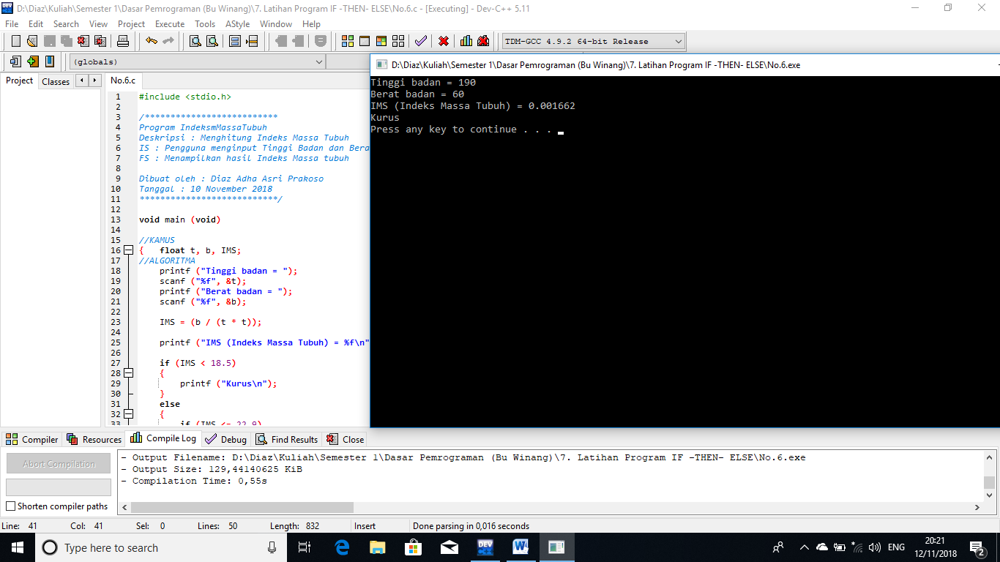 D:\Diaz\Kuliah\Semester 1\Dasar Pemrograman (Bu Winang)\7. Latihan Program IF -THEN- ELSE\No.6.c - [Executing] - Dev-C++ 5.11
File Edit Search View Project Execute Tools AStyle Window Help
TDM-GCC 4.9.2 64-bit Release
(globals)
Project Classes No.6.c
1 #include <stdio.h>
2
3 /**************************
4 Program IndeksmMassaTubuh
5 Deskripsi : Menghitung Indeks Massa Tubuh
6 IS : Pengguna menginput Tinggi Badan dan Bera
7 FS : Menampilkan hasil Indeks Massa tubuh
8
9 Dibuat oleh : Diaz Adha Asri Prakoso
10 Tanggal : 10 November 2018
11 ***************************/
12
13 void main (void)
14
15 //KAMUS
16 { float t, b, IMS;
17 //ALGORITMA
18 printf ("Tinggi badan = ");
19 scanf ("%f", &t);
20 printf ("Berat badan = ");
21 scanf ("%f", &b);
22
23 IMS = (b / (t * t));
24
25 printf ("IMS (Indeks Massa Tubuh) = %f\n"
26
27 if (IMS < 18.5)
28 {
29 printf ("Kurus\n");
30 }
31 else
32 {
33 if (IMS <= 22.9)
D:\Diaz\Kuliah\Semester 1\Dasar Pemrograman (Bu Winang)\7. Latihan Program IF -THEN- ELSE\No.6.exe
Tinggi badan = 190
Berat badan = 60
IMS (Indeks Massa Tubuh) = 0.001662
Kurus
Press any key to continue . . .
Compiler Resources Compile Log Debug Find Results Close
Abort Compilation
Shorten compiler paths
- Output Filename: D:\Diaz\Kuliah\Semester 1\Dasar Pemrograman (Bu Winang)\7. Latihan Program IF -THEN- ELSE\No.6.exe
- Output Size: 129,44140625 KiB
- Compilation Time: 0,55s
Line: 41 Col: 41 Sel: 0 Lines: 50 Length: 832 Insert Done parsing in 0,016 seconds
Type here to search
DEV
ENG
20:21
12/11/2018
2